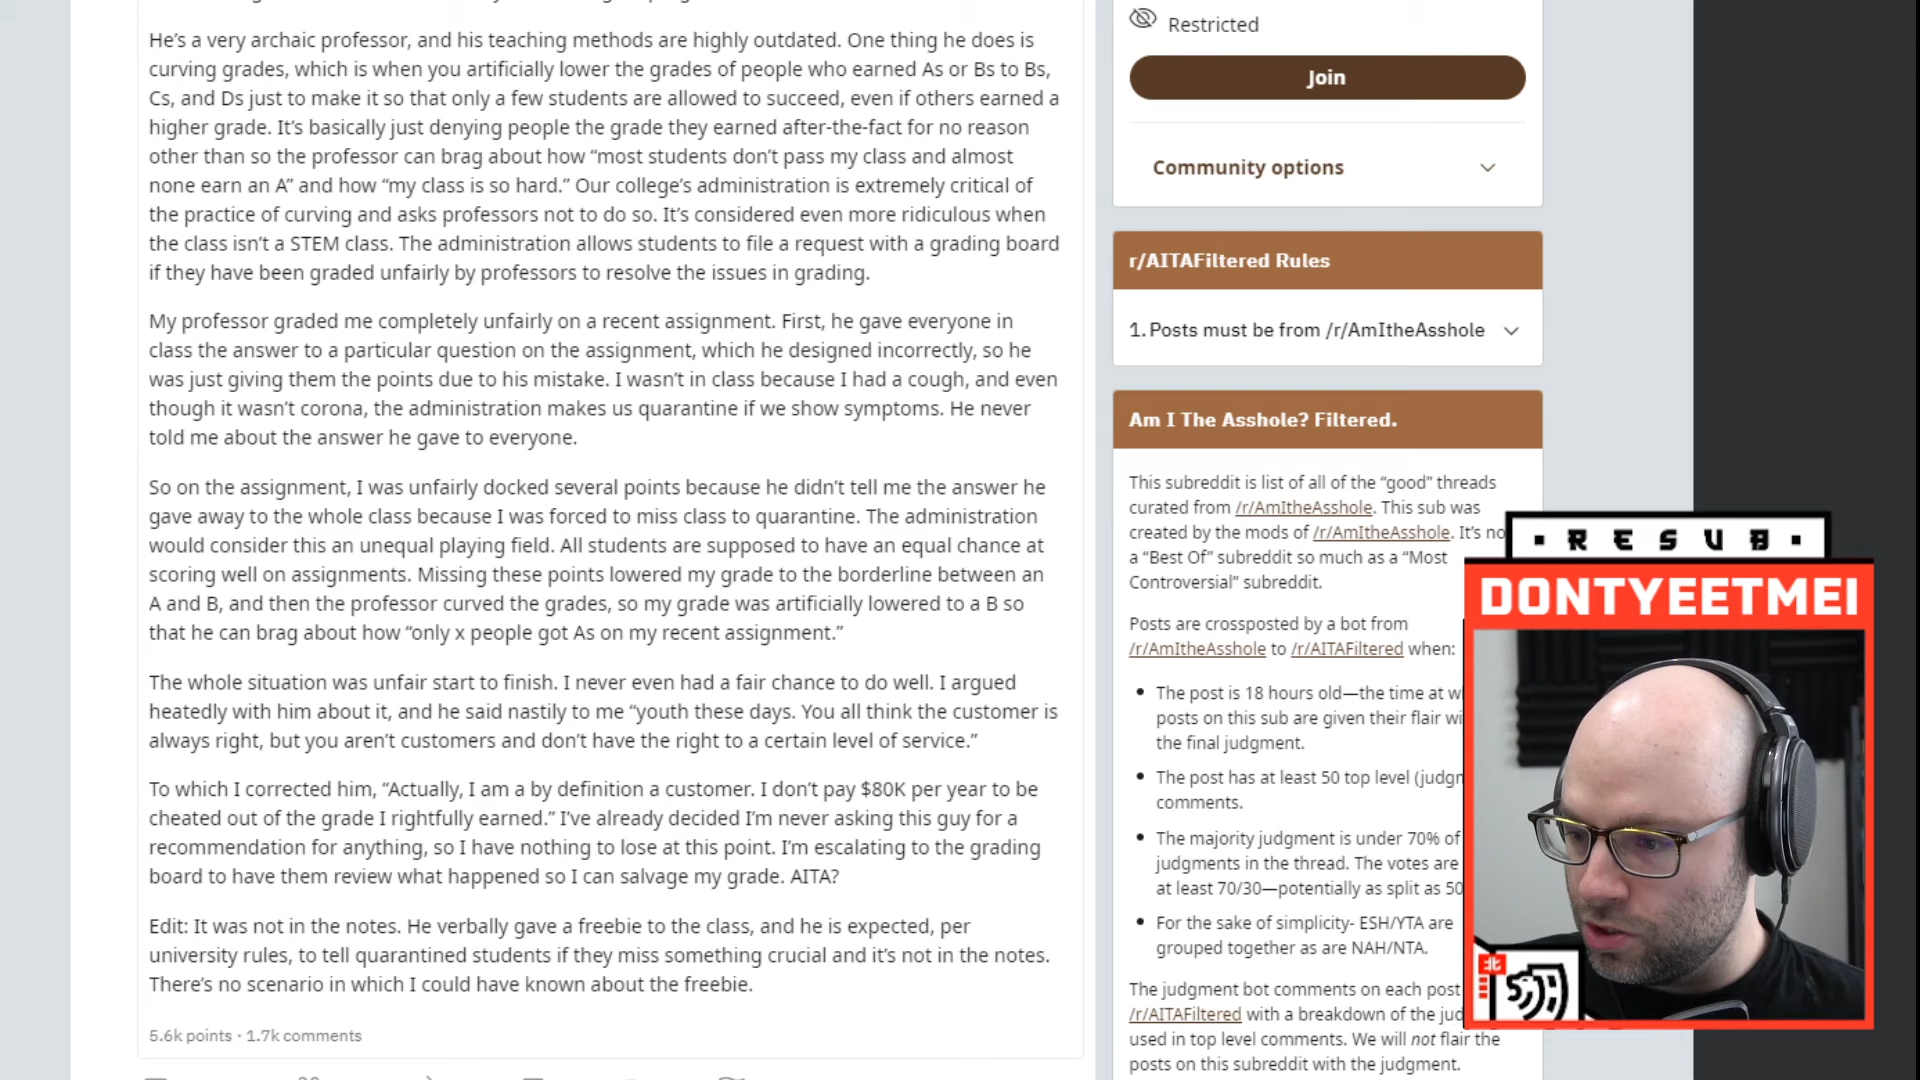 He's a very archaic professor, and his teaching methods are highly outdated. One thing he does is
curving grades, which is when you artificially lower the grades of people who earned As or Bs to Bs,
Cs, and Ds just to make it so that only a few students are allowed to succeed, even if others earned a
higher grade. It's basically just denying people the grade they earned after-the-fact for no reason
other than so the professor can brag about how “most students don't pass my class and almost
none earn an A” and how “my class is so hard.” Our college's administration is extremely critical of
the practice of curving and asks professors not to do so. It's considered even more ridiculous when
the class isn't a STEM class. The administration allows students to file a request with a grading board
if they have been graded unfairly by professors to resolve the issues in grading.
My professor graded me completely unfairly on a recent assignment. First, he gave everyone in
class the answer to a particular question on the assignment, which he designed incorrectly, so he
was just giving them the points due to his mistake. I wasn't in class because I had a cough, and even
though it wasn't corona, the administration makes us quarantine if we show symptoms. He never
told me about the answer he gave to everyone.
So on the assignment, I was unfairly docked several points because he didn't tell me the answer he
gave away to the whole class because I was forced to miss class to quarantine. The administration
would consider this an unequal playing field. All students are supposed to have an equal chance at
scoring well on assignments. Missing these points lowered my grade to the borderline between an
A and B, and then the professor curved the grades, so my grade was artificially lowered to a B so
that he can brag about how “only x people got As on my recent assignment.”
The whole situation was unfair start to finish. I never even had a fair chance to do well. I argued
heatedly with him about it, and he said nastily to me “youth these days. You all think the customer is
always right, but you aren't customers and don't have the right to a certain level of service.”
To which I corrected him, “Actually, I am a by definition a customer. I don't pay $80K per year to be
cheated out of the grade I rightfully earned.” I've already decided I'm never asking this guy for a
recommendation for anything, so I have nothing to lose at this point. I'm escalating to the grading
board to have them review what happened so I can salvage my grade. AITA?
Edit: It was not in the notes. He verbally gave a freebie to the class, and he is expected, per
university rules, to tell quarantined students if they miss something crucial and it's not in the notes.
There's no scenario in which I could have known about the freebie.
5.6k points · 1.7k comments
Restricted
Join
Community options
r/AITAFiltered Rules
1. Posts must be from /r/AmItheAsshole
Am I The Asshole? Filtered.
This subreddit is list of all of the “good” threads
curated from /r/AmItheAsshole. This sub was
created by the mods of /r/AmItheAsshole. It's no
a “Best Of” subreddit so much as a “Most
Controversial” subreddit.
Posts are crossposted by a bot from
/r/AmItheAsshole to /r/AITAFiltered when:
• The post is 18 hours old—the time at w
posts on this sub are given their flair wi
the final judgment.
• The post has at least 50 top level (judgn
comments.
• The majority judgment is under 70% of
judgments in the thread. The votes are
at least 70/30—potentially as split as 50
• For the sake of simplicity- ESH/YTA are
grouped together as are NAH/NTA.
The judgment bot comments on each post
/r/AITAFiltered with a breakdown of the jud
used in top level comments. We will not flair the
posts on this subreddit with the judgment.
• RESUB •
DONTYEETMEI
北